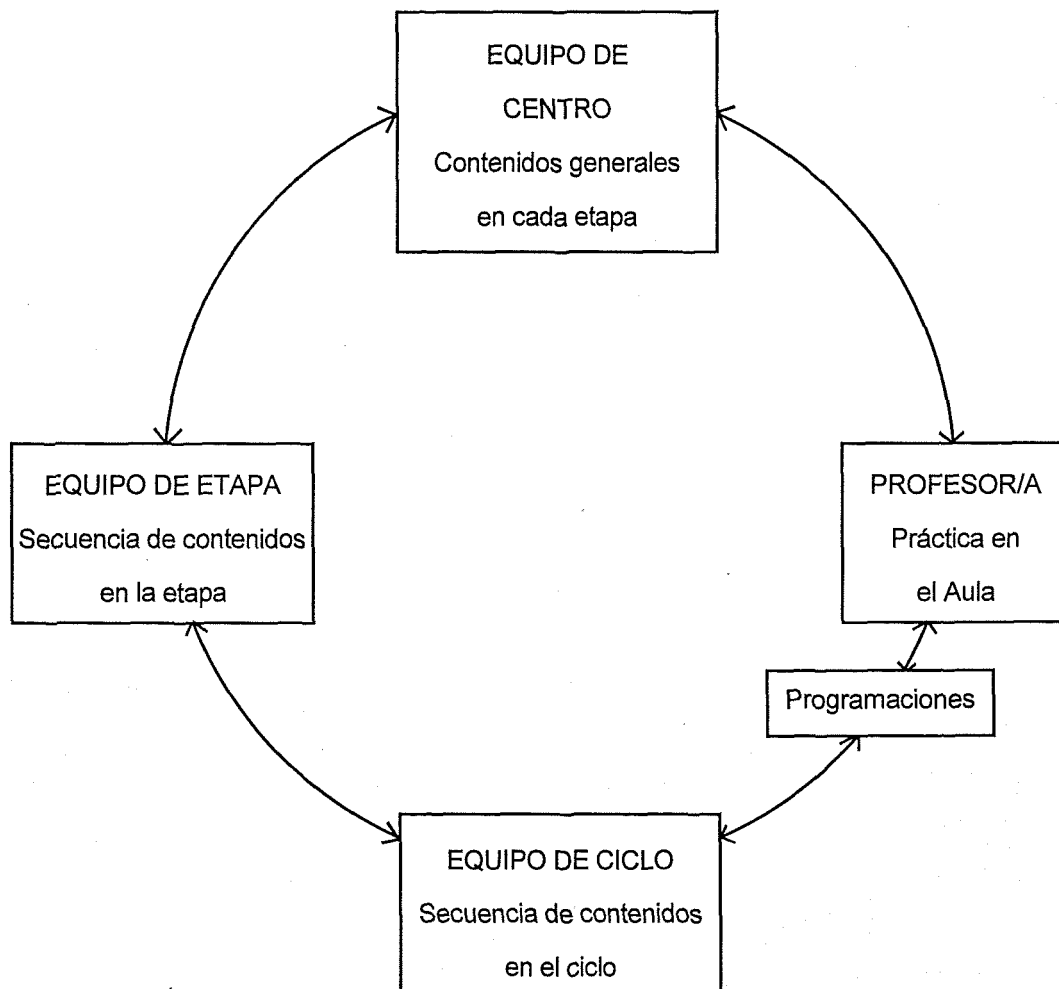 EQUIPO DE
CENTRO
Contenidos generales
en cada etapa
EQUIPO DE ETAPA
Secuencia de contenidos
en la etapa
PROFESOR/A
Práctica en
el Aula
Programaciones
EQUIPO DE CICLO
Secuencia de contenidos
en el ciclo